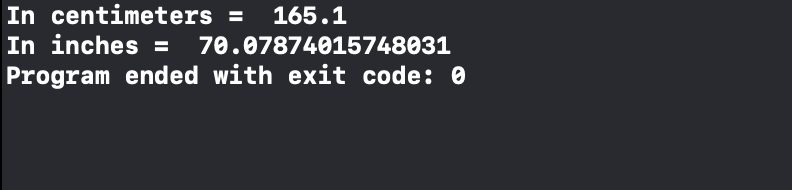 In centimeters =  165.1
In inches =  70.07874015748031
Program ended with exit code: 0